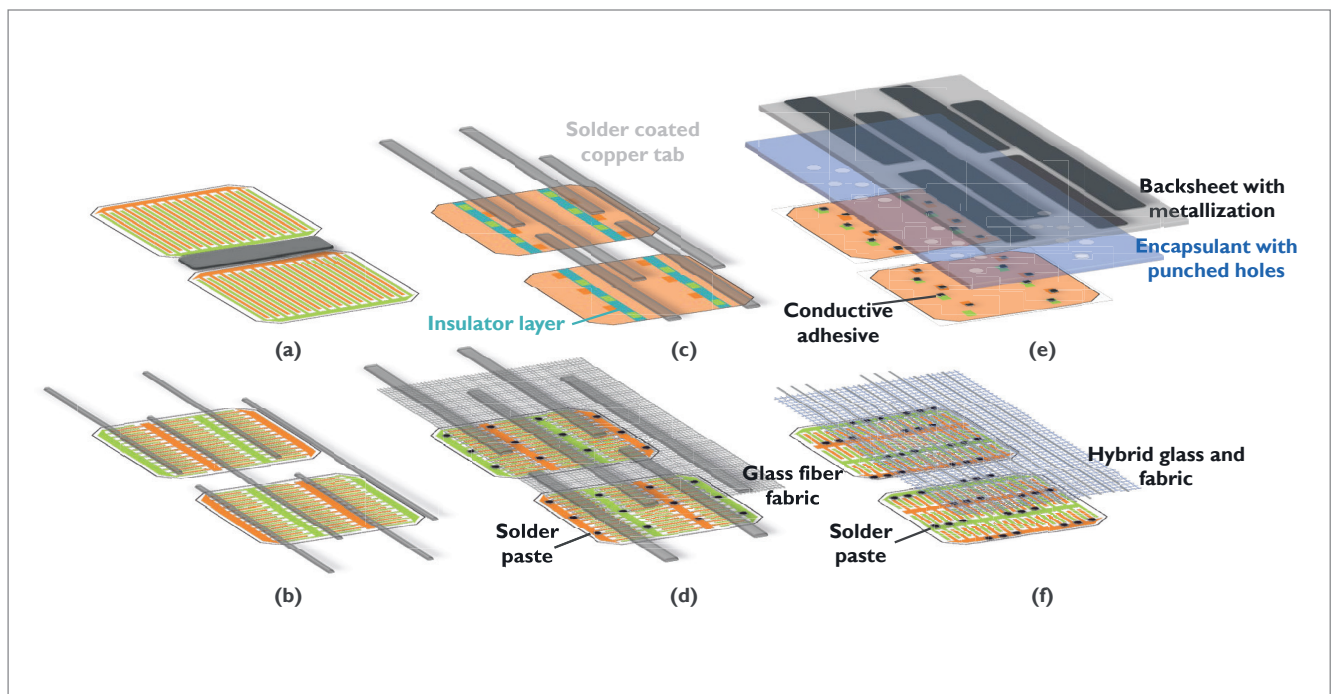 Solder coated
copper tab
Insulator layer
Backsheet with
metallization
Encapsulant with
punched holes
Conductive
adhesive
(a)
(c)
(e)
Glass fiber
fabric
Solder
paste
Hybrid glass and
fabric
Solder
paste
(b)
(d)
(f)